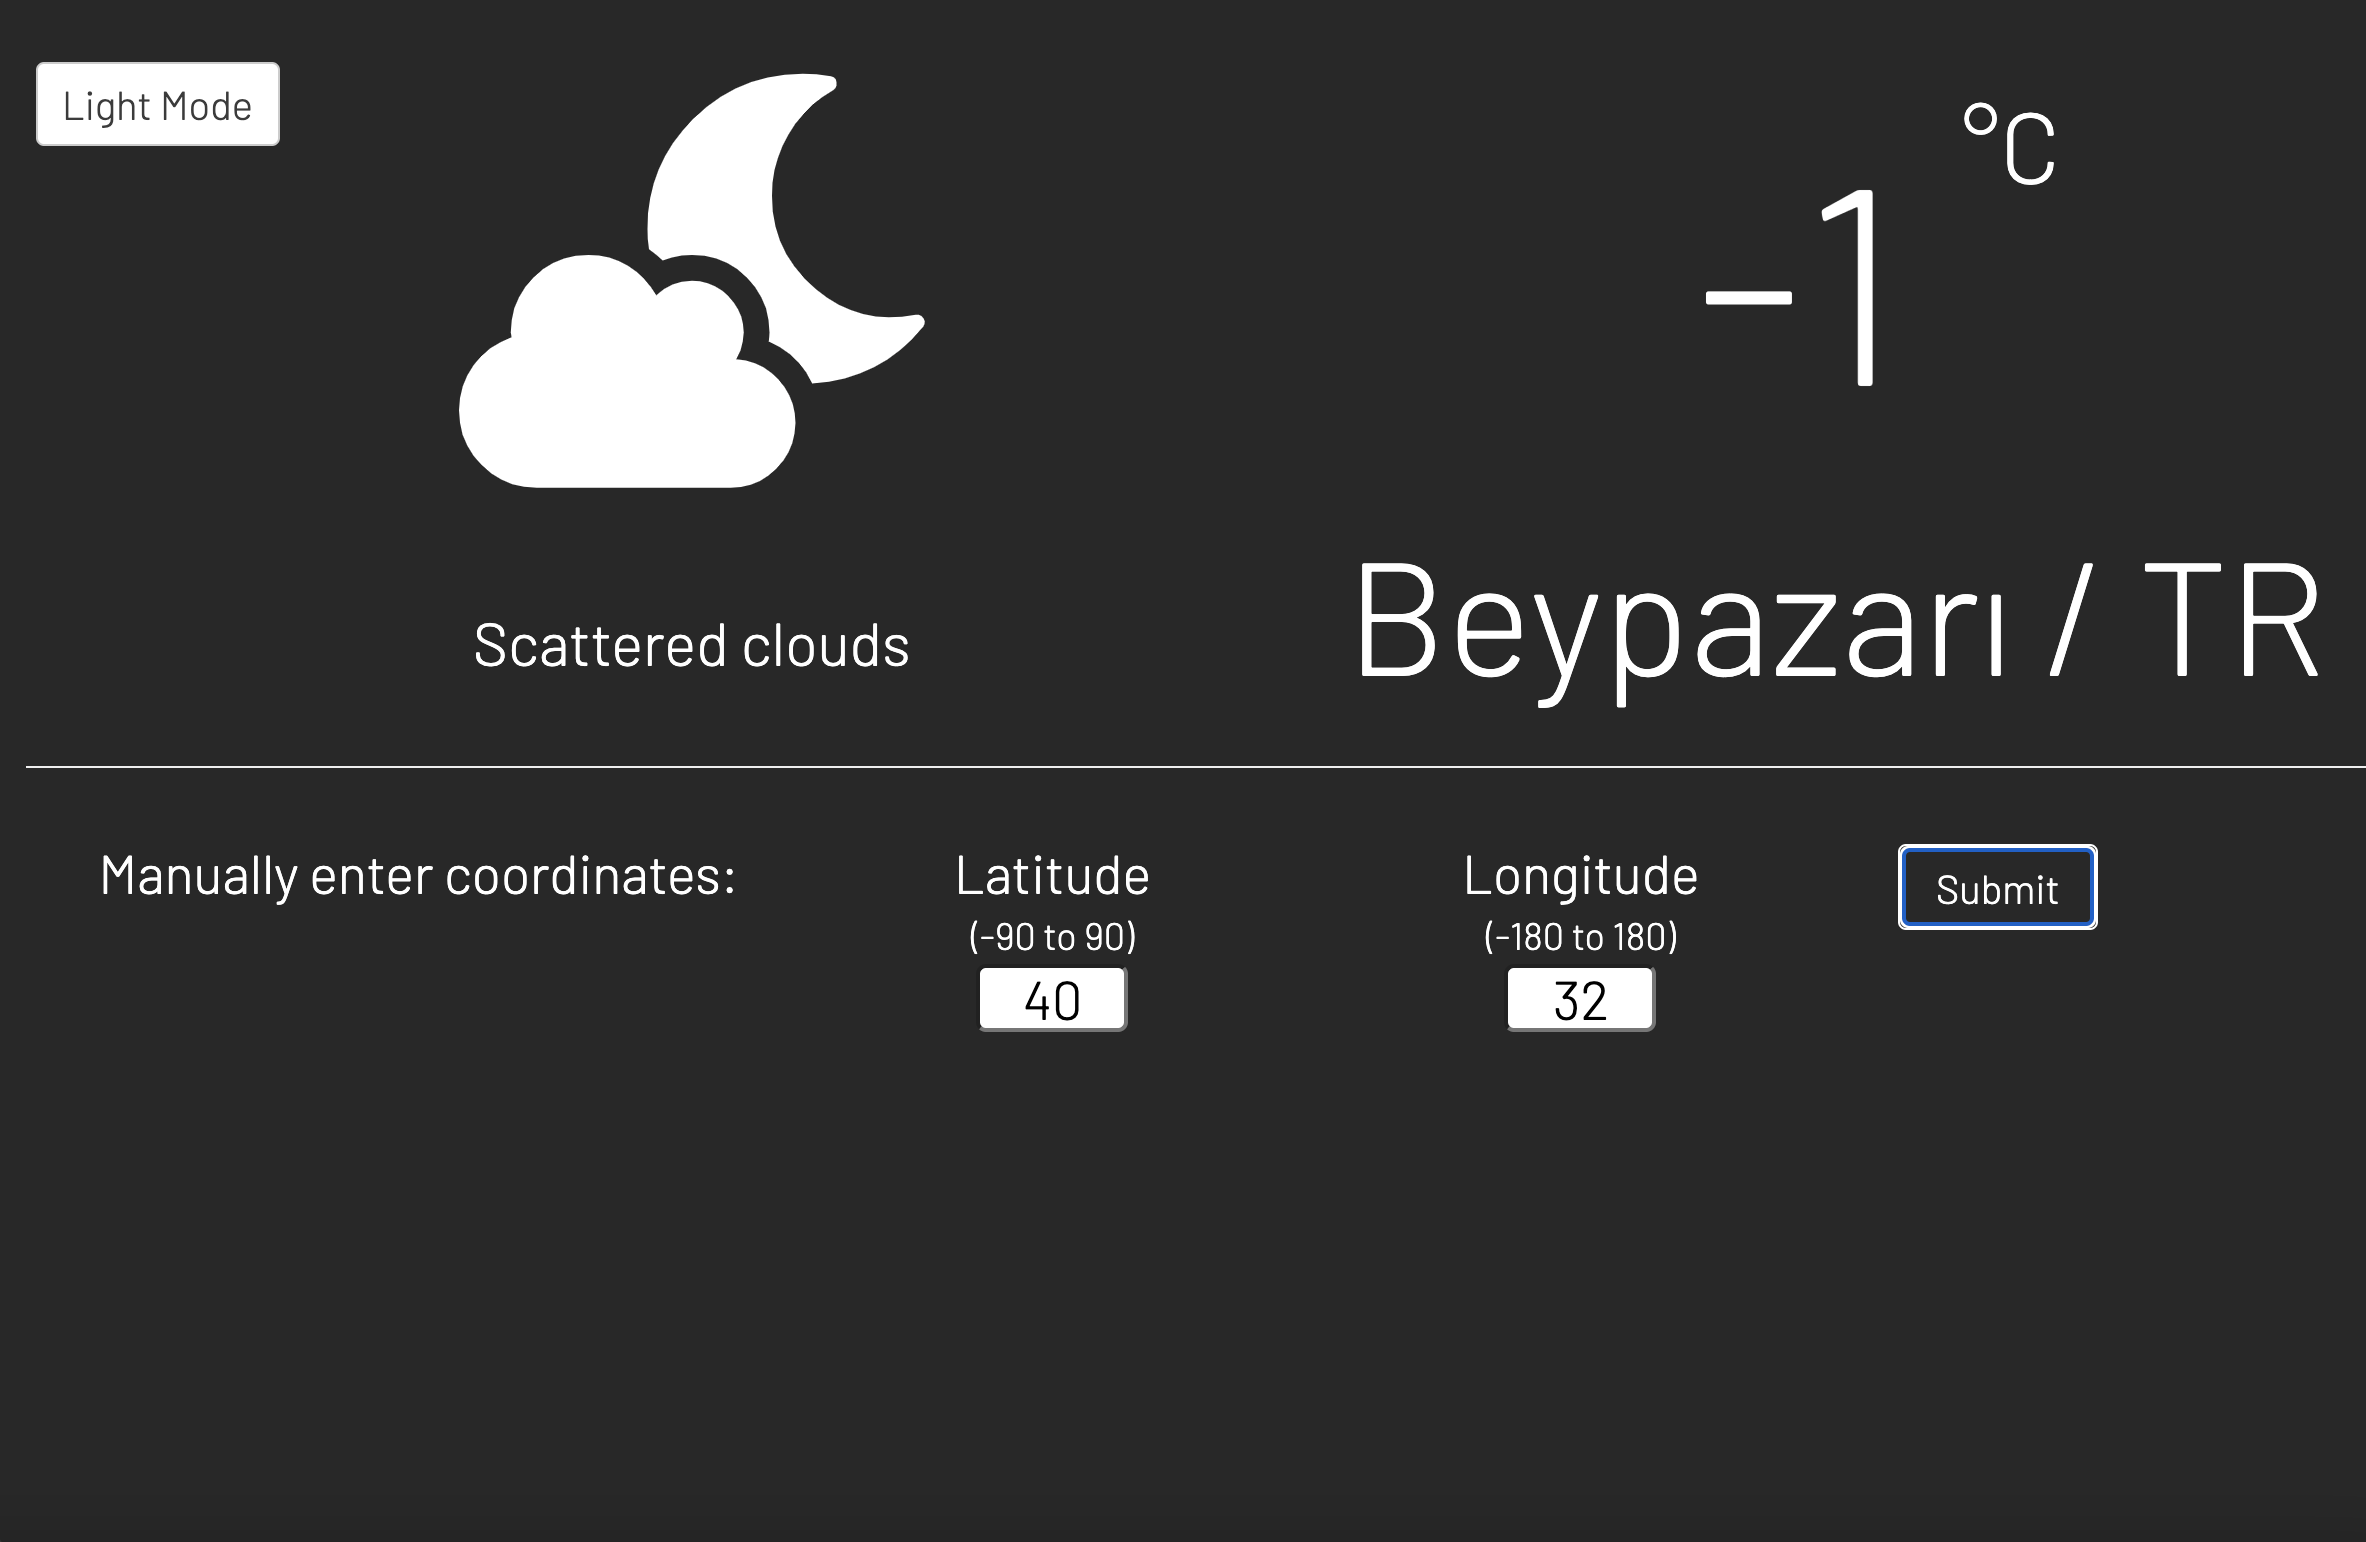 Light Mode
°C
-1
Scattered clouds
Beypazarı / TR
Manually enter coordinates:
Latitude
(-90 to 90)
40
Longitude
(-180 to 180)
32
Submit